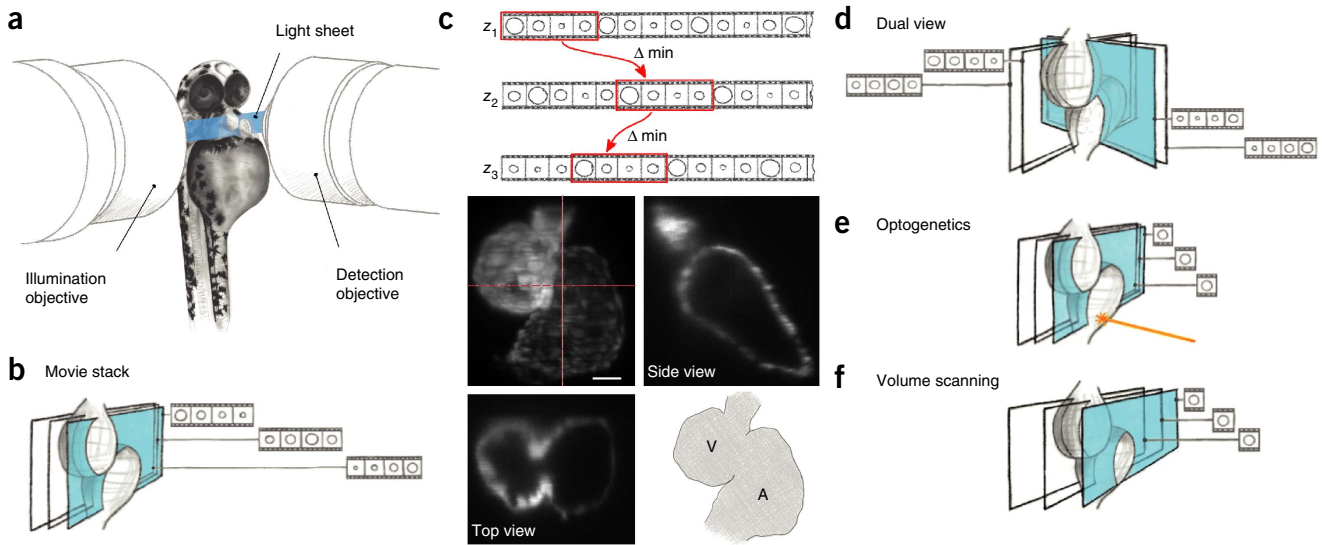 a
Light sheet
Illumination
objective
Detection
objective
b
Movie stack
c
z1
Δ min
z2
Δ min
z3
Side view
Top view
V
A
d
Dual view
e
Optogenetics
f
Volume scanning